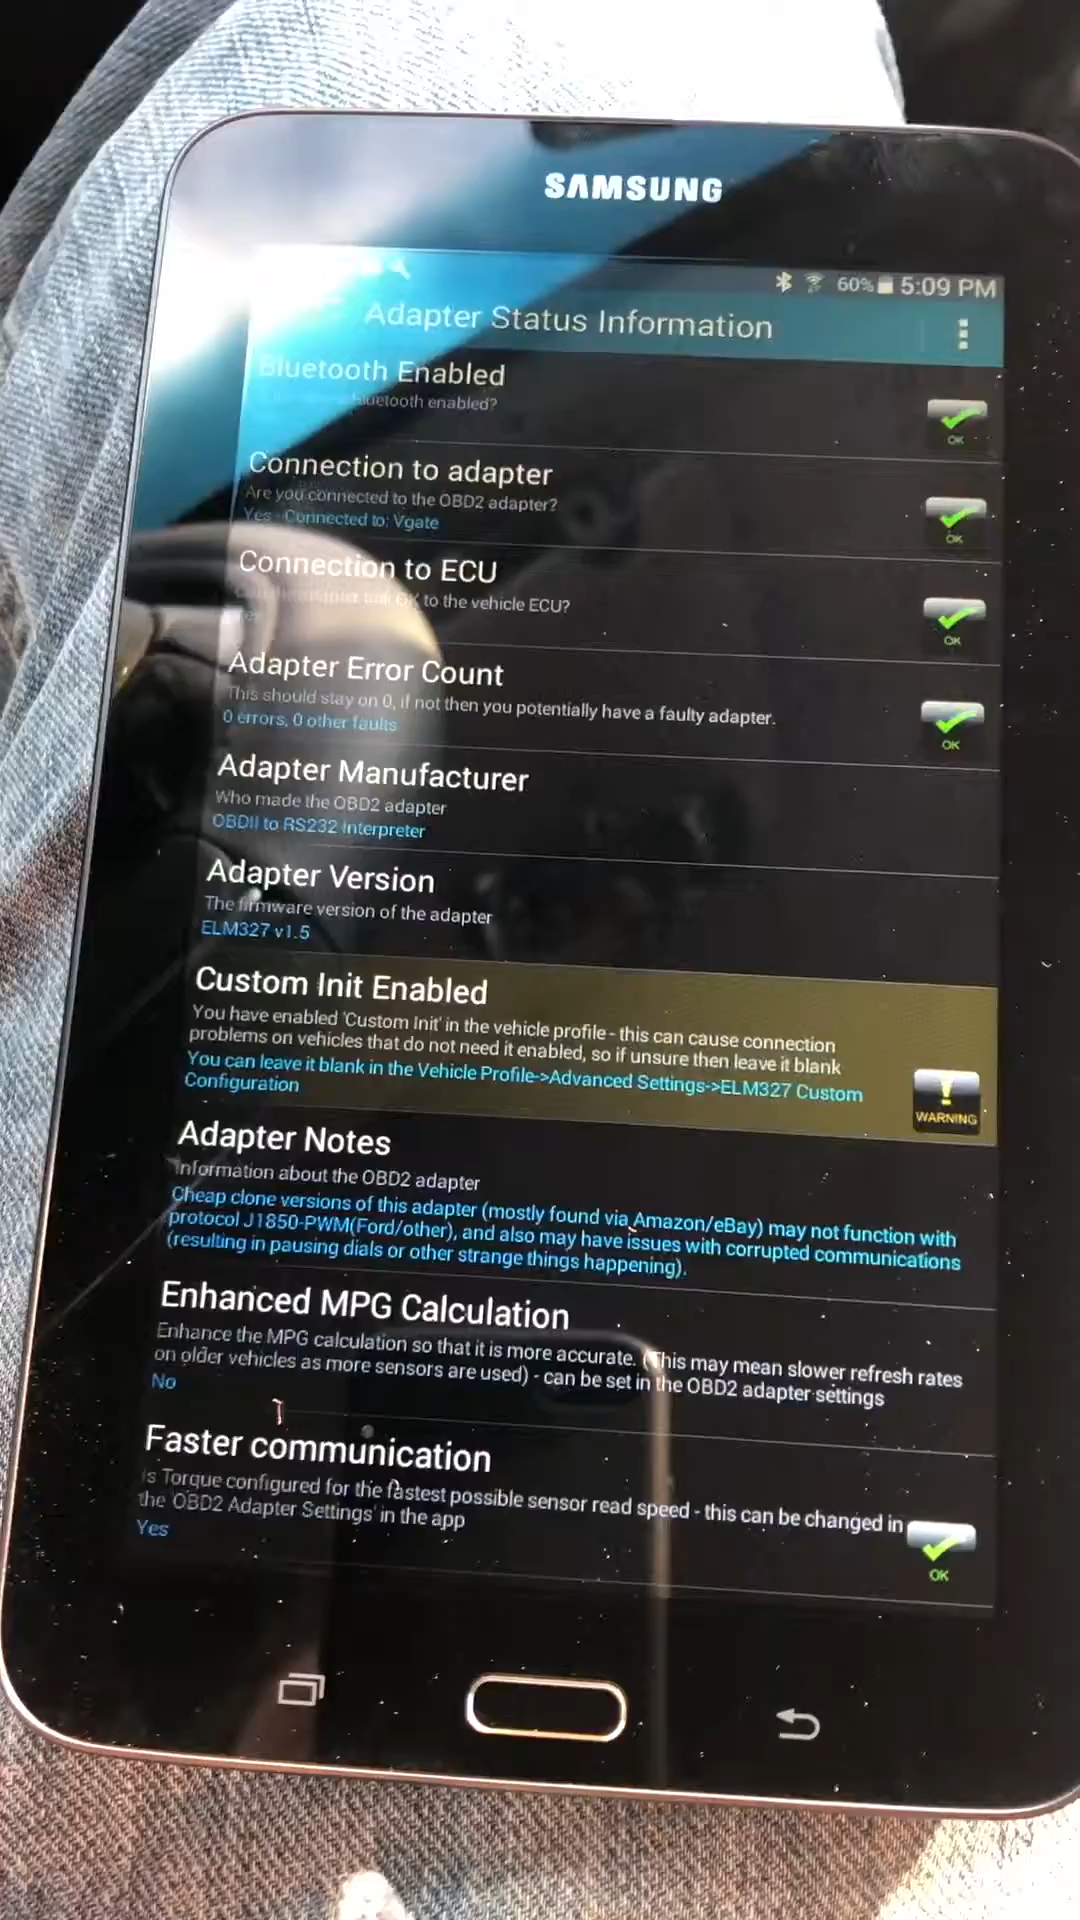 SAMSUNG
60% 5:09 PM
Adapter Status Information
Bluetooth Enabled
bluetooth enabled?
OK
Connection to adapter
Are you connected to the OBD2 adapter?
Yes - Connected to: Vgate
OK
Connection to ECU
to the vehicle ECU?
OK
Adapter Error Count
This should stay on 0, if not then you potentially have a faulty adapter.
0 errors, 0 other faults
OK
Adapter Manufacturer
Who made the OBD2 adapter
OBDII to RS232 Interpreter
Adapter Version
The firmware version of the adapter
ELM327 v1.5
Custom Init Enabled
You have enabled 'Custom Init' in the vehicle profile - this can cause connection
problems on vehicles that do not need it enabled, so if unsure then leave it blank
You can leave it blank in the Vehicle Profile->Advanced Settings->ELM327 Custom
Configuration
WARNING
Adapter Notes
Information about the OBD2 adapter
Cheap clone versions of this adapter (mostly found via Amazon/eBay) may not function with
protocol J1850-PWM(Ford/other), and also may have issues with corrupted communications
(resulting in pausing dials or other strange things happening).
Enhanced MPG Calculation
Enhance the MPG calculation so that it is more accurate. (This may mean slower refresh rates
on older vehicles as more sensors are used) - can be set in the OBD2 adapter settings
No
Faster communication
Is Torque configured for the fastest possible sensor read speed - this can be changed in
the 'OBD2 Adapter Settings' in the app
Yes
OK